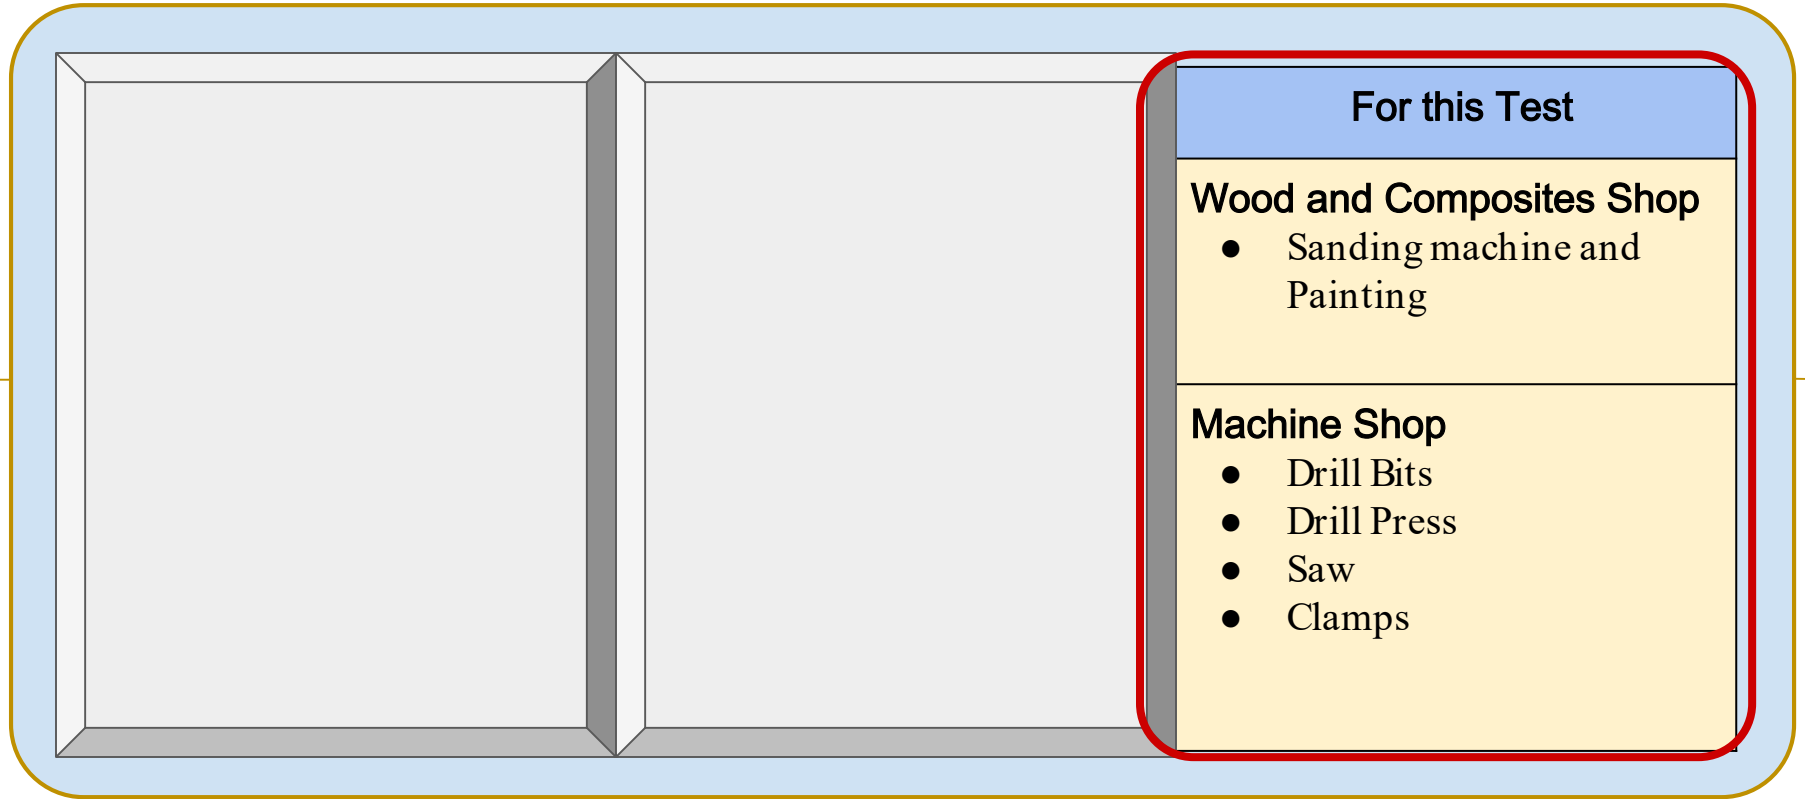 For this Test
Wood and Composites Shop
● Sanding machine and
Painting
Machine Shop
● Drill Bits
● Drill Press
● Saw
● Clamps